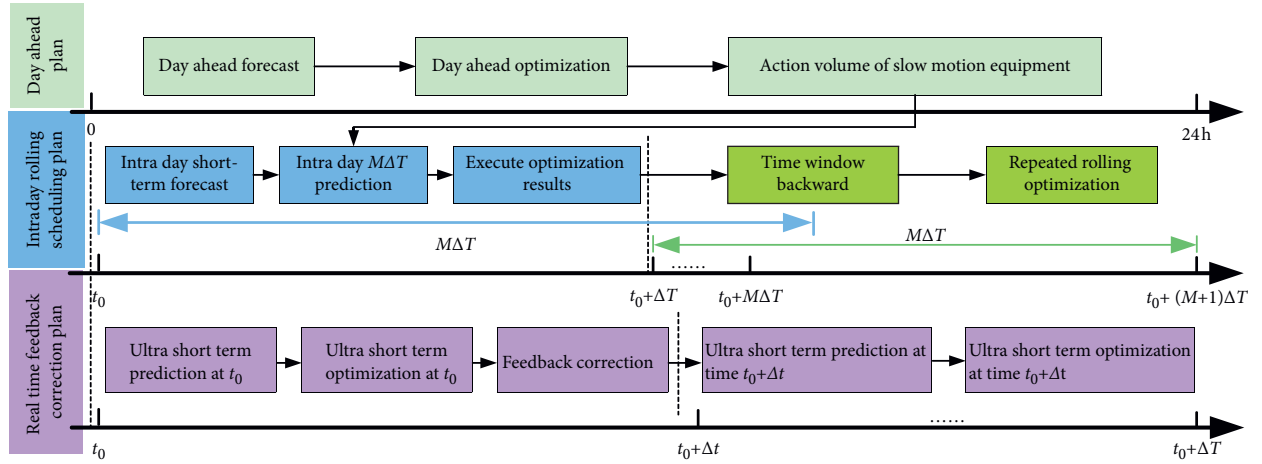 Day ahead
plan
Day ahead forecast
Day ahead optimization
Action volume of slow motion equipment
0
24 h
Intraday rolling
scheduling plan
Intra day short-
term forecast
Intra day MΔT
prediction
Execute optimization
results
Time window
backward
Repeated rolling
optimization
MΔT
MΔT
......
t₀
t₀+ΔT
t₀+MΔT
t₀+ (M+1)ΔT
Real time feedback
correction plan
Ultra short term
prediction at t₀
Ultra short term
optimization at t₀
Feedback correction
Ultra short term prediction at
time t₀+Δt
Ultra short term optimization
at time t₀+Δt
......
t₀
t₀+Δt
t₀+ΔT